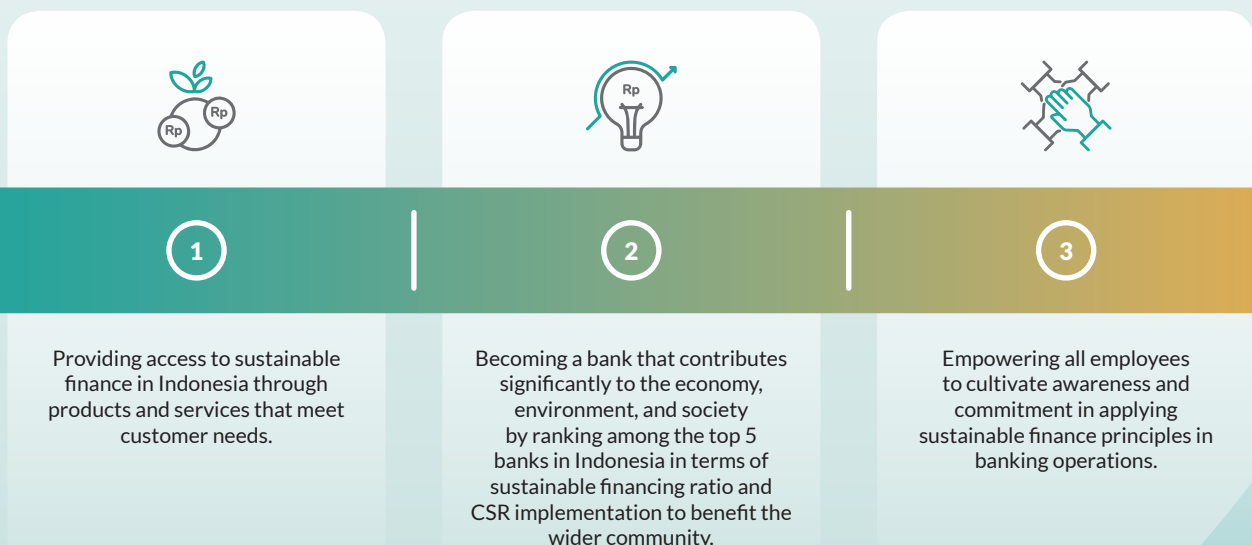 Rp
Rp
Rp
1
2
3
Providing access to sustainable
finance in Indonesia through
products and services that meet
customer needs.
Becoming a bank that contributes
significantly to the economy,
environment, and society
by ranking among the top 5
banks in Indonesia in terms of
sustainable financing ratio and
CSR implementation to benefit the
wider community.
Empowering all employees
to cultivate awareness and
commitment in applying
sustainable finance principles in
banking operations.